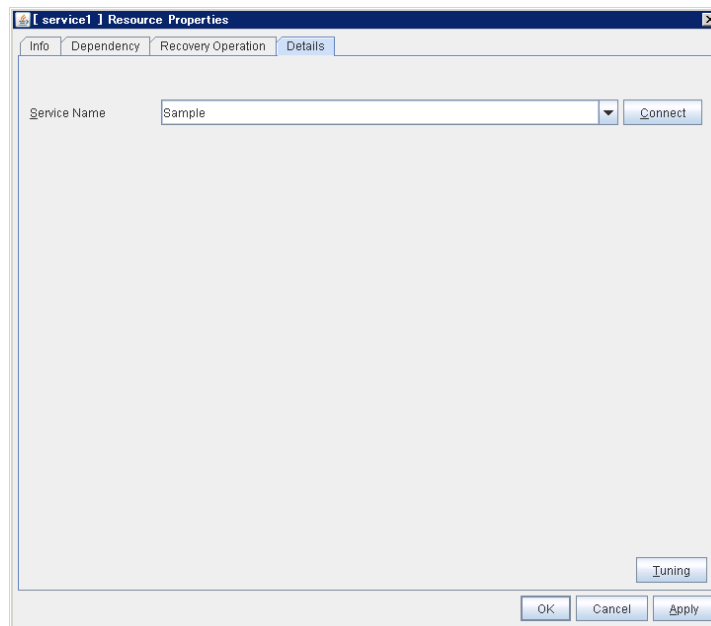 [ service1 ] Resource Properties
Info Dependency Recovery Operation Details
Service Name Sample Connect
Tuning
OK Cancel Apply